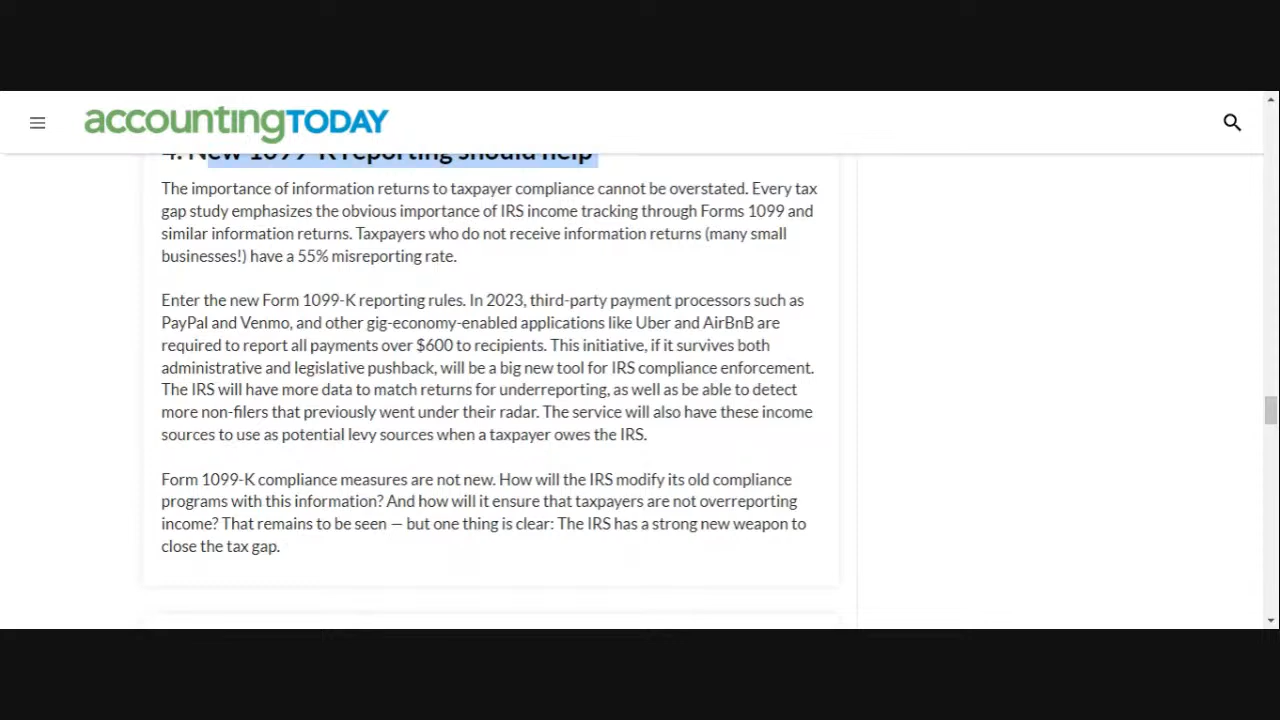 accountingTODAY
4. New 1099-K reporting should help
The importance of information returns to taxpayer compliance cannot be overstated. Every tax
gap study emphasizes the obvious importance of IRS income tracking through Forms 1099 and
similar information returns. Taxpayers who do not receive information returns (many small
businesses!) have a 55% misreporting rate.
Enter the new Form 1099-K reporting rules. In 2023, third-party payment processors such as
PayPal and Venmo, and other gig-economy-enabled applications like Uber and AirBnB are
required to report all payments over $600 to recipients. This initiative, if it survives both
administrative and legislative pushback, will be a big new tool for IRS compliance enforcement.
The IRS will have more data to match returns for underreporting, as well as be able to detect
more non-filers that previously went under their radar. The service will also have these income
sources to use as potential levy sources when a taxpayer owes the IRS.
Form 1099-K compliance measures are not new. How will the IRS modify its old compliance
programs with this information? And how will it ensure that taxpayers are not overreporting
income? That remains to be seen — but one thing is clear: The IRS has a strong new weapon to
close the tax gap.